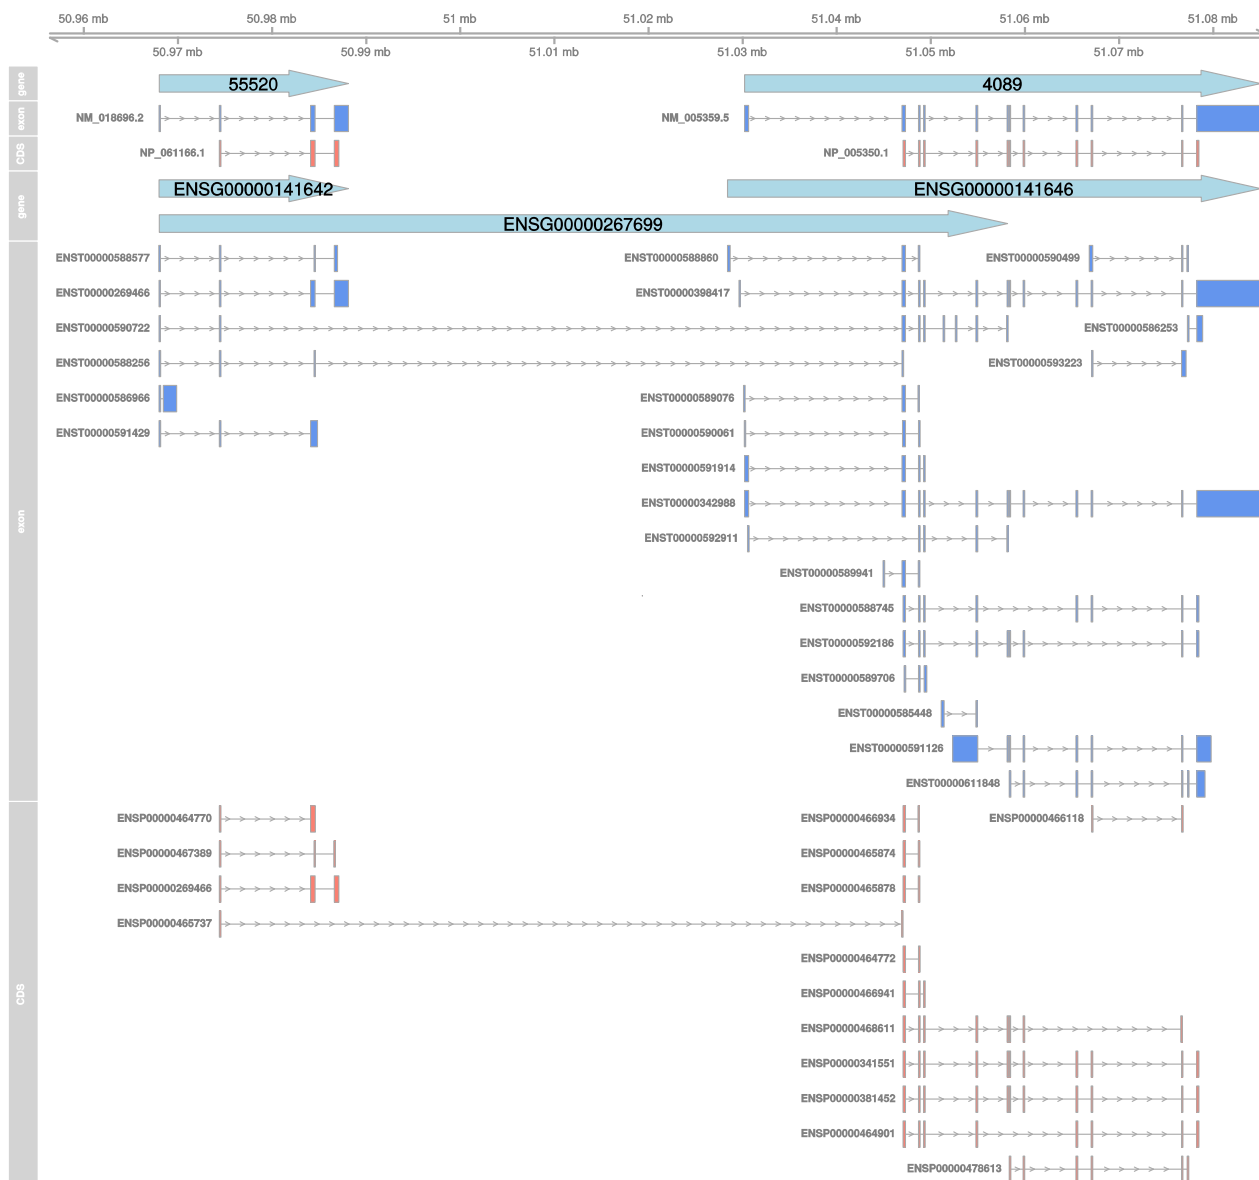 50.96 mb 50.98 mb 51 mb 51.02 mb 51.04 mb 51.06 mb 51.08 mb
50.97 mb 50.99 mb 51.01 mb 51.03 mb 51.05 mb 51.07 mb
gene 55520 4089
exon NM_018696.2 NM_005359.5
CDS NP_061166.1 NP_005350.1
gene ENSG00000141642 ENSG00000141646
ENSG00000267699
exon
ENST00000588577 ENST00000588860 ENST00000590499
ENST00000269466 ENST00000398417
ENST00000590722 ENST00000586253
ENST00000588256 ENST00000593223
ENST00000586966 ENST00000589076
ENST00000591429 ENST00000590061
ENST00000591914
ENST00000342988
ENST00000592911
ENST00000589941
ENST00000588745
ENST00000592186
ENST00000589706
ENST00000585448
ENST00000591126
ENST00000611848
CDS
ENSP00000464770 ENSP00000466934 ENSP00000466118
ENSP00000467389 ENSP00000465874
ENSP00000269466 ENSP00000465878
ENSP00000465737
ENSP00000464772
ENSP00000466941
ENSP00000468611
ENSP00000341551
ENSP00000381452
ENSP00000464901
ENSP00000478613